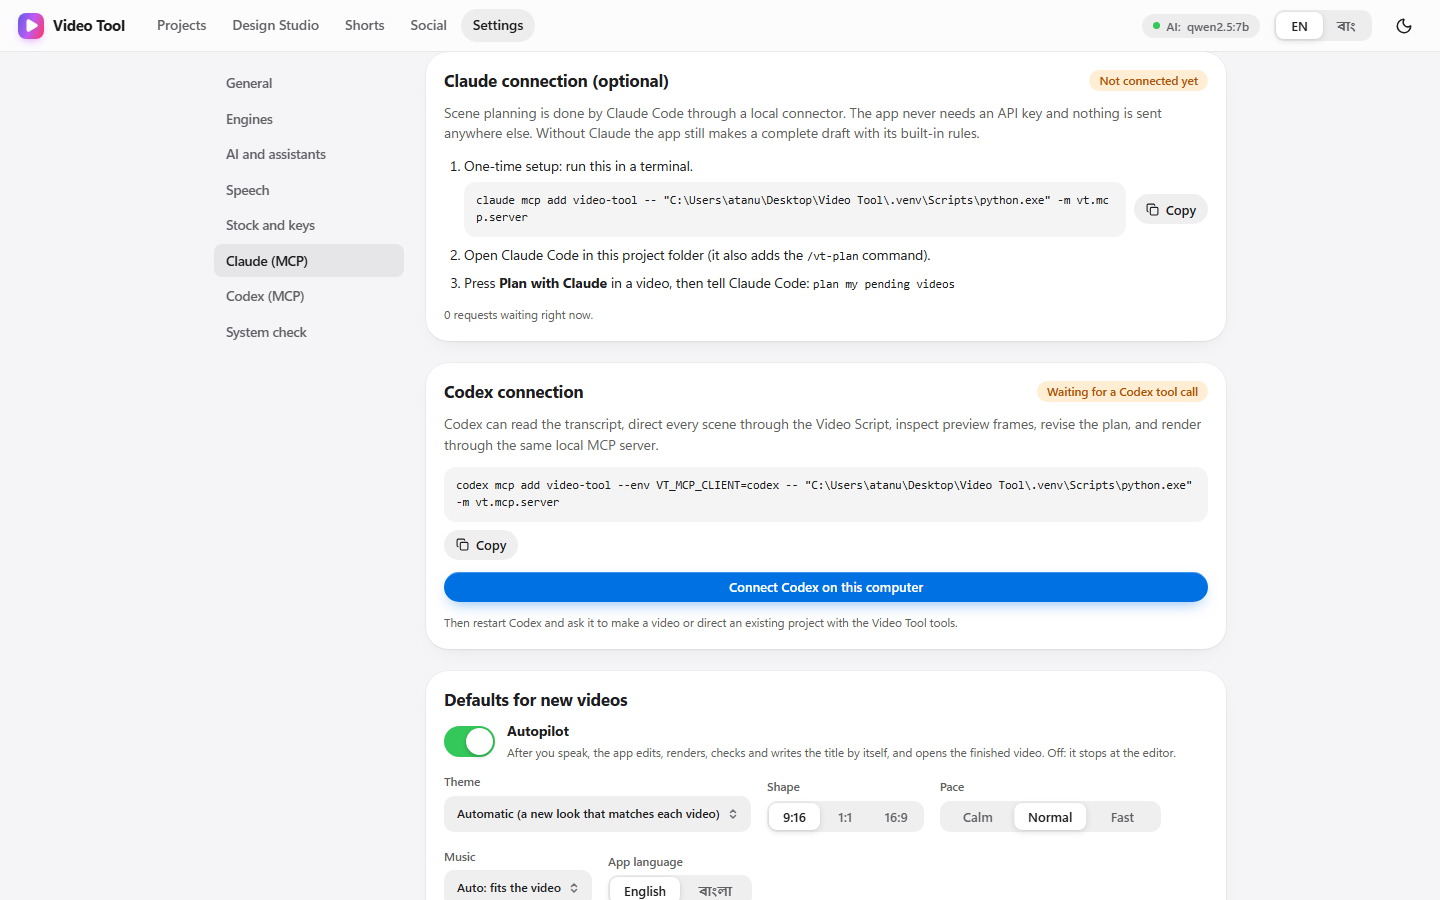 Video Tool
Projects
Design Studio
Shorts
Social
Settings
AI: qwen2.5:7b
EN
বাং
General
Engines
AI and assistants
Speech
Stock and keys
Claude (MCP)
Codex (MCP)
System check
Claude connection (optional)
Not connected yet
Scene planning is done by Claude Code through a local connector. The app never needs an API key and nothing is sent
anywhere else. Without Claude the app still makes a complete draft with its built-in rules.
1. One-time setup: run this in a terminal.
claude mcp add video-tool -- "C:\Users\atanu\Desktop\Video Tool\.venv\Scripts\python.exe" -m vt.mc
p.server
Copy
2. Open Claude Code in this project folder (it also adds the /vt-plan command).
3. Press Plan with Claude in a video, then tell Claude Code: plan my pending videos
0 requests waiting right now.
Codex connection
Waiting for a Codex tool call
Codex can read the transcript, direct every scene through the Video Script, inspect preview frames, revise the plan, and render
through the same local MCP server.
codex mcp add video-tool --env VT_MCP_CLIENT=codex -- "C:\Users\atanu\Desktop\Video Tool\.venv\Scripts\python.exe"
-m vt.mcp.server
Copy
Connect Codex on this computer
Then restart Codex and ask it to make a video or direct an existing project with the Video Tool tools.
Defaults for new videos
Autopilot
After you speak, the app edits, renders, checks and writes the title by itself, and opens the finished video. Off: it stops at the editor.
Theme
Automatic (a new look that matches each video)
Shape
9:16
1:1
16:9
Pace
Calm
Normal
Fast
Music
Auto: fits the video
App language
English
বাংলা